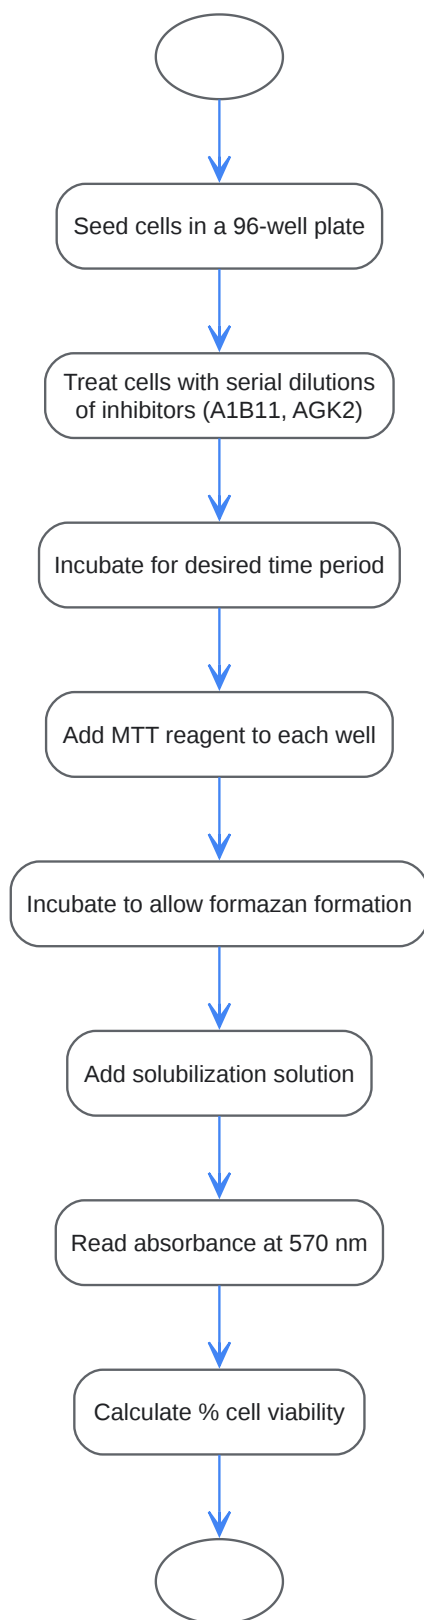 Seed cells in a 96-well plate
Treat cells with serial dilutions
of inhibitors (A1B11, AGK2)
Incubate for desired time period
Add MTT reagent to each well
Incubate to allow formazan formation
Add solubilization solution
Read absorbance at 570 nm
Calculate % cell viability